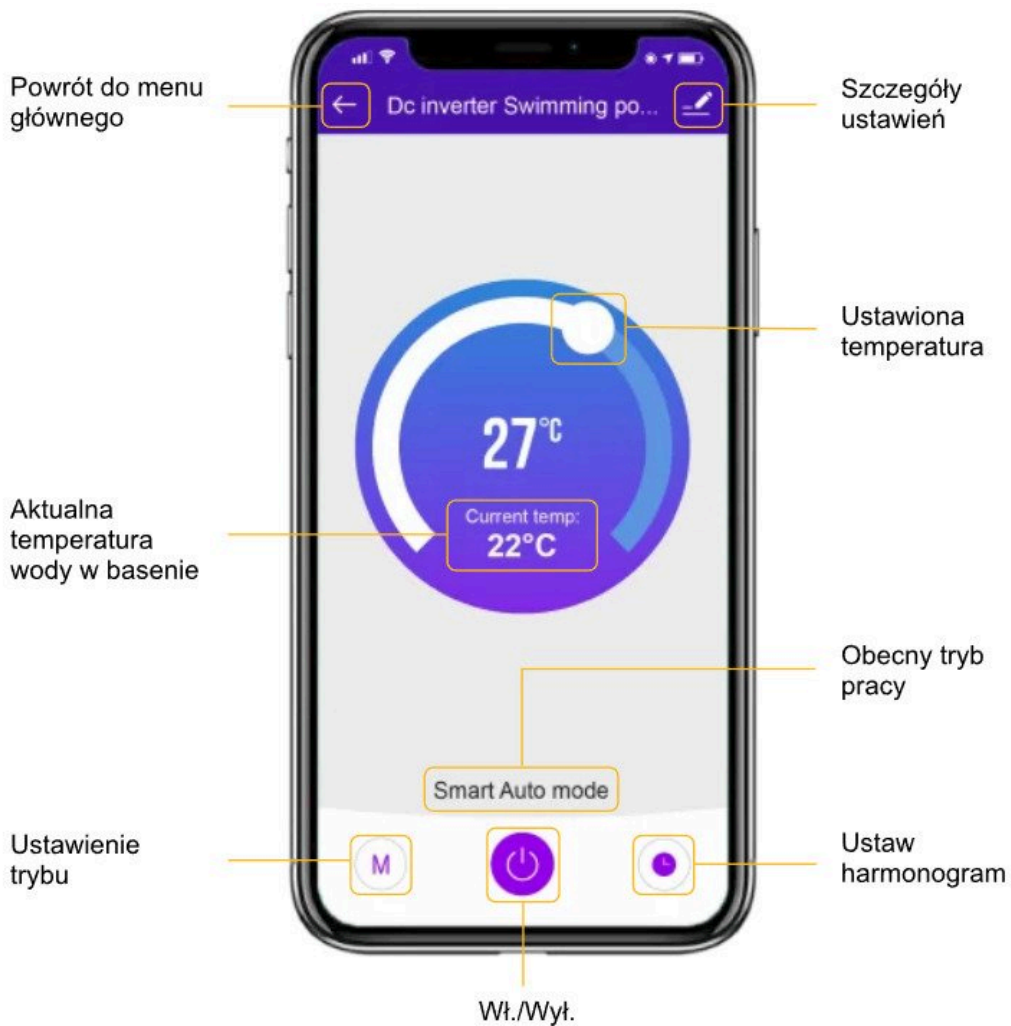 Powrót do menu
głównego
Dc inverter Swimming po...
Szczegóły
ustawień
Ustawiona
temperatura
27°C
Current temp:
22°C
Aktualna
temperatura
wody w basenie
Obecny tryb
pracy
Smart Auto mode
Ustawienie
trybu
M
Ustaw
harmonogram
Wł./Wył.